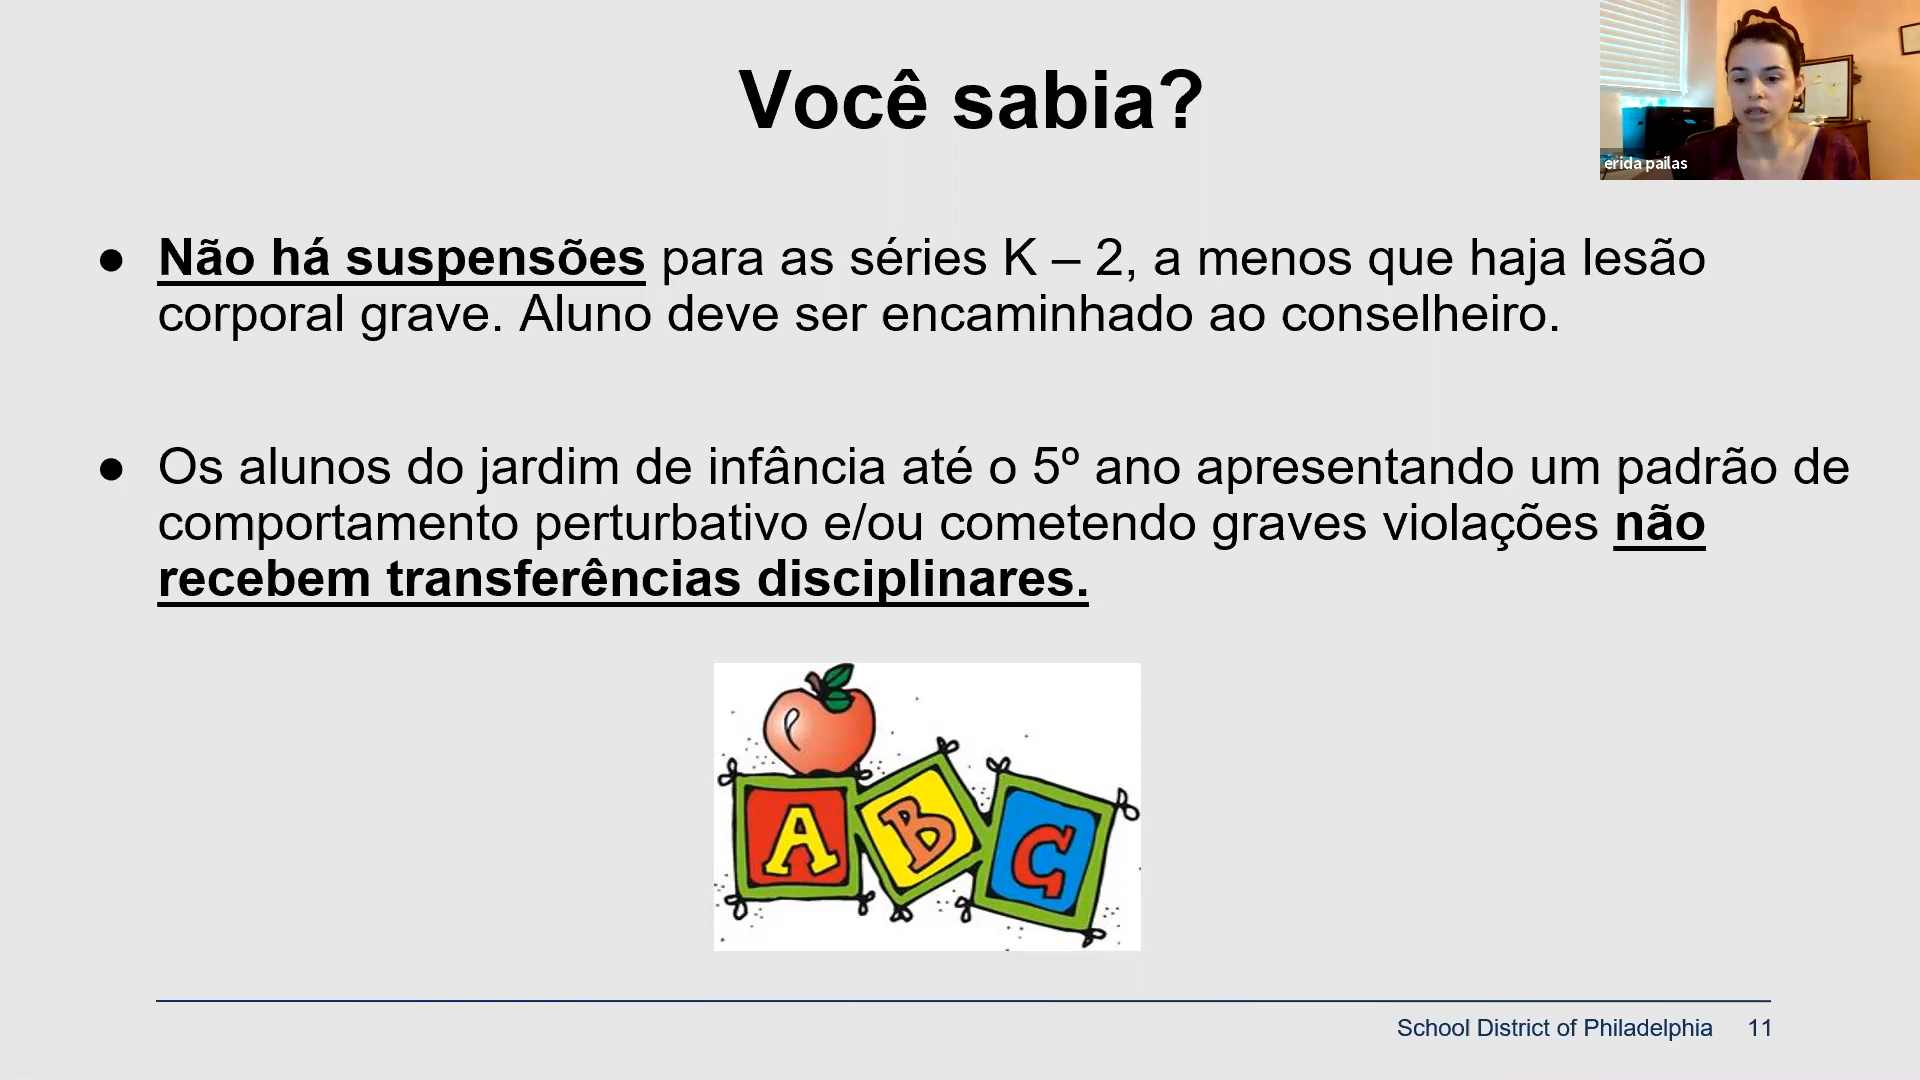 Você sabia?
erida pailas
● Não há suspensões para as séries K – 2, a menos que haja lesão
corporal grave. Aluno deve ser encaminhado ao conselheiro.
● Os alunos do jardim de infância até o 5º ano apresentando um padrão de
comportamento perturbativo e/ou cometendo graves violações não
recebem transferências disciplinares.
A B C
School District of Philadelphia 11